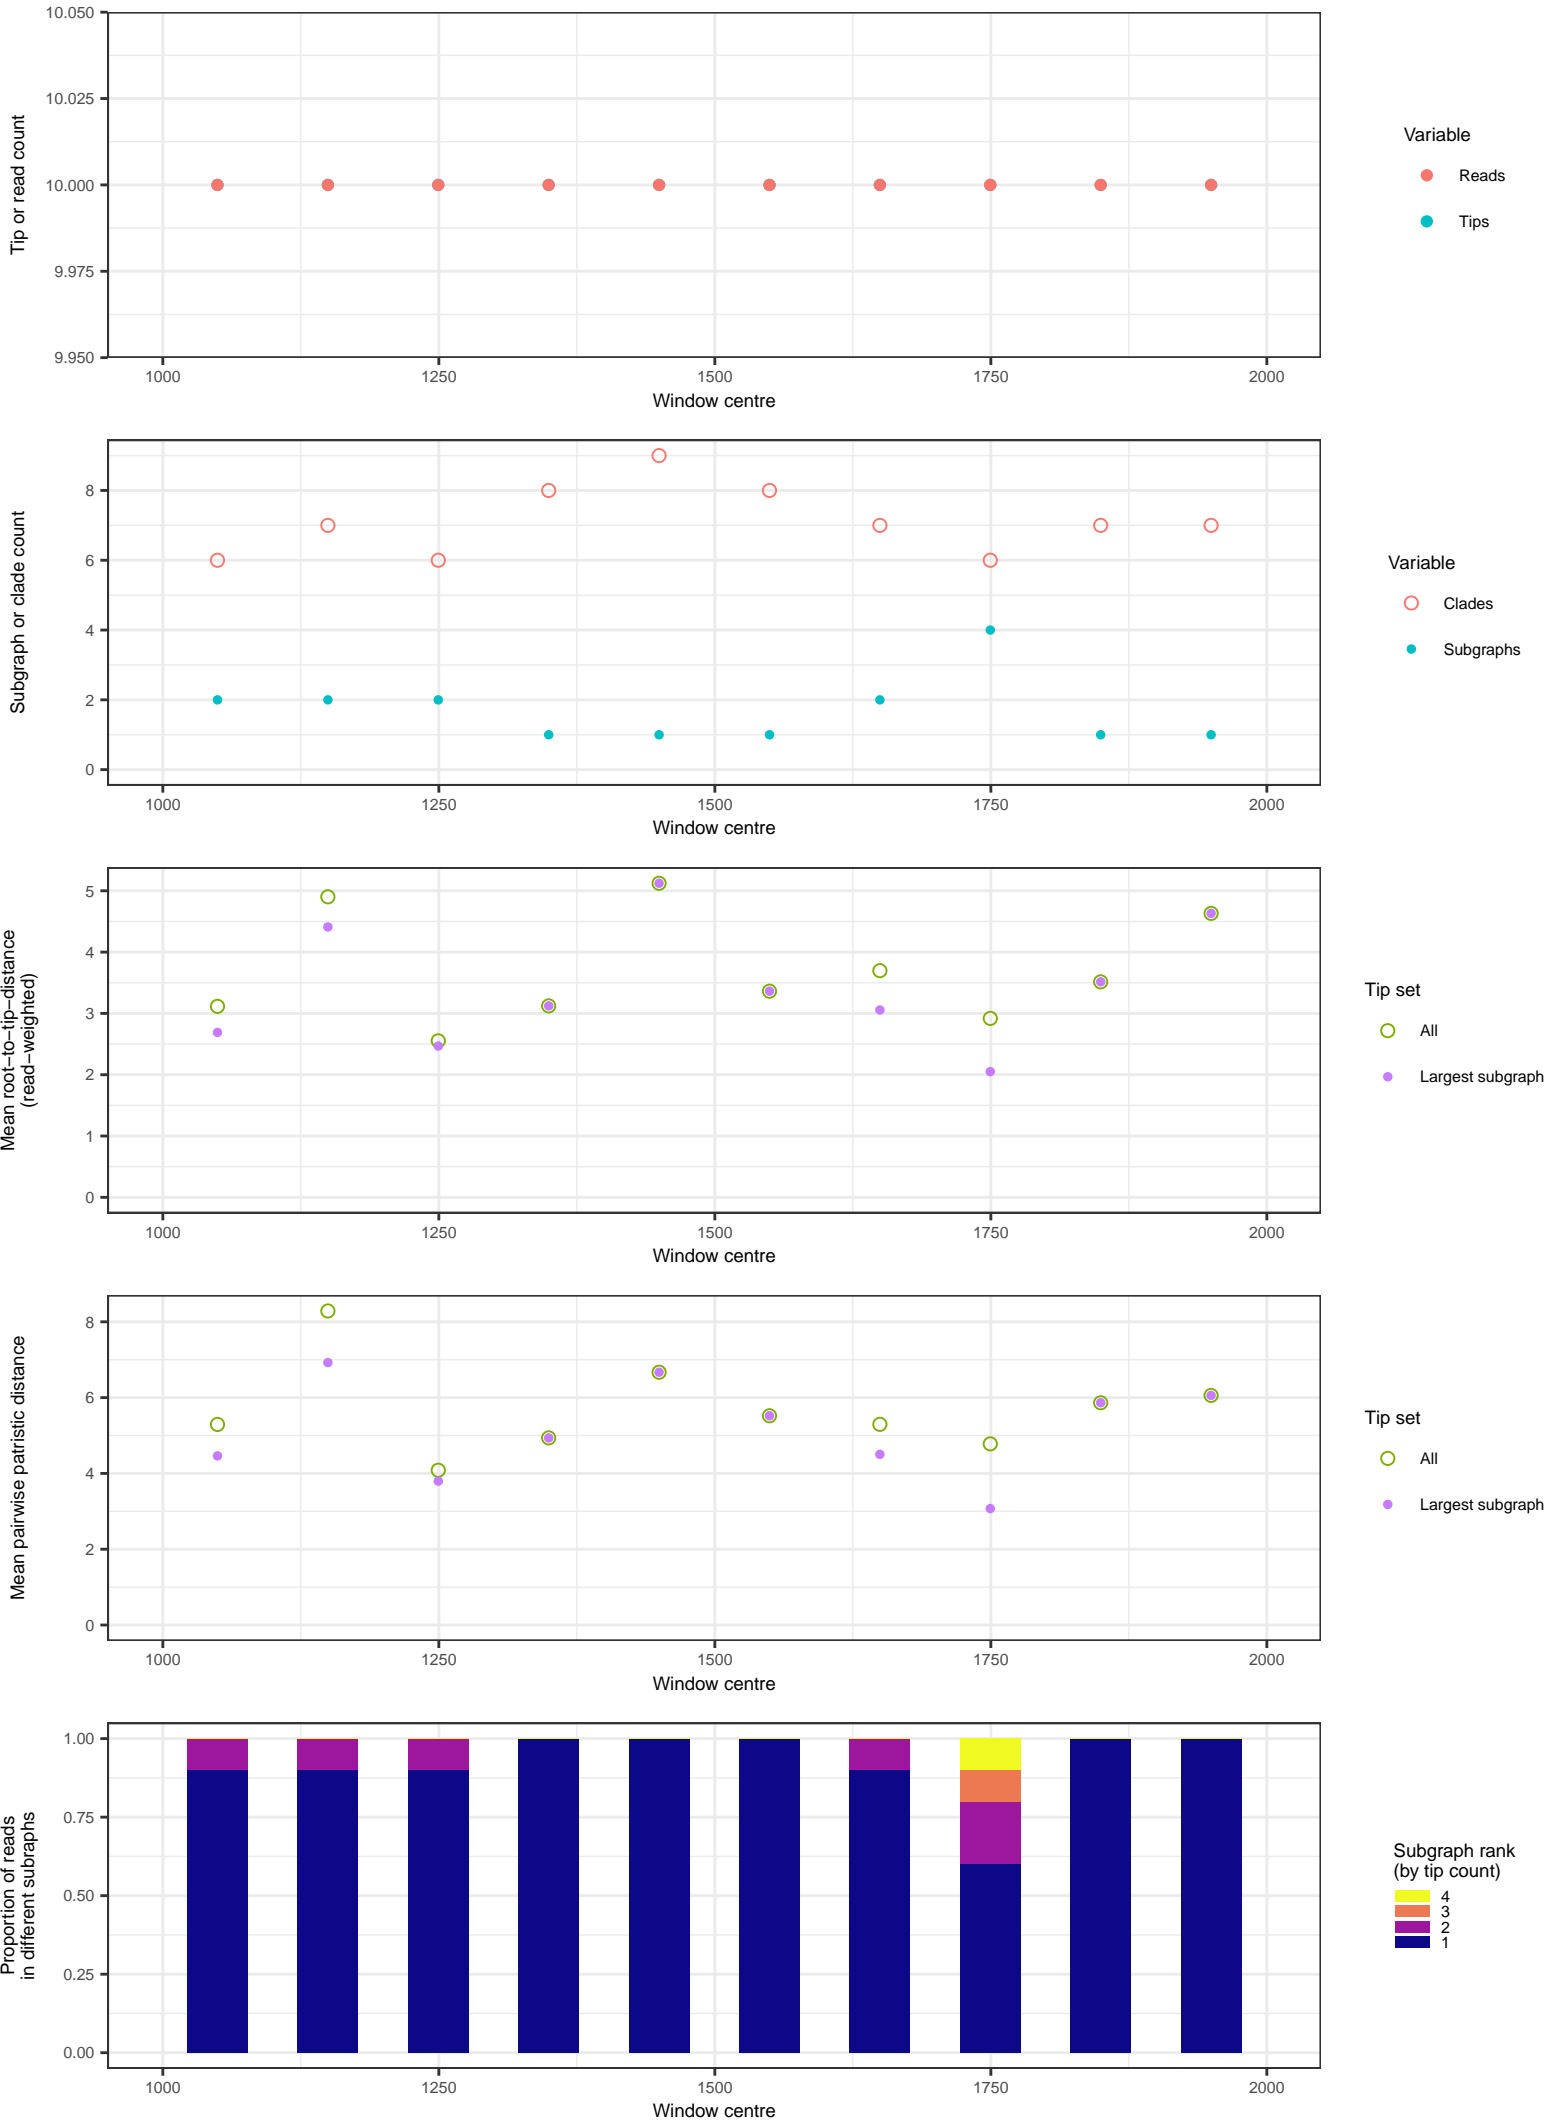 10.050
10.025
10.000
9.975
9.950
Tip or read count
1000 1250 1500 1750 2000
Window centre
Variable
Reads
Tips
8
6
4
2
0
Subgraph or clade count
1000 1250 1500 1750 2000
Window centre
Variable
Clades
Subgraphs
5
4
3
2
1
0
Mean root−to−tip−distance
(read−weighted)
1000 1250 1500 1750 2000
Window centre
Tip set
All
Largest subgraph
8
6
4
2
0
Mean pairwise patristic distance
1000 1250 1500 1750 2000
Window centre
Tip set
All
Largest subgraph
1.00
0.75
0.50
0.25
0.00
Proportion of reads
in different subraphs
1000 1250 1500 1750 2000
Window centre
Subgraph rank
(by tip count)
4
3
2
1